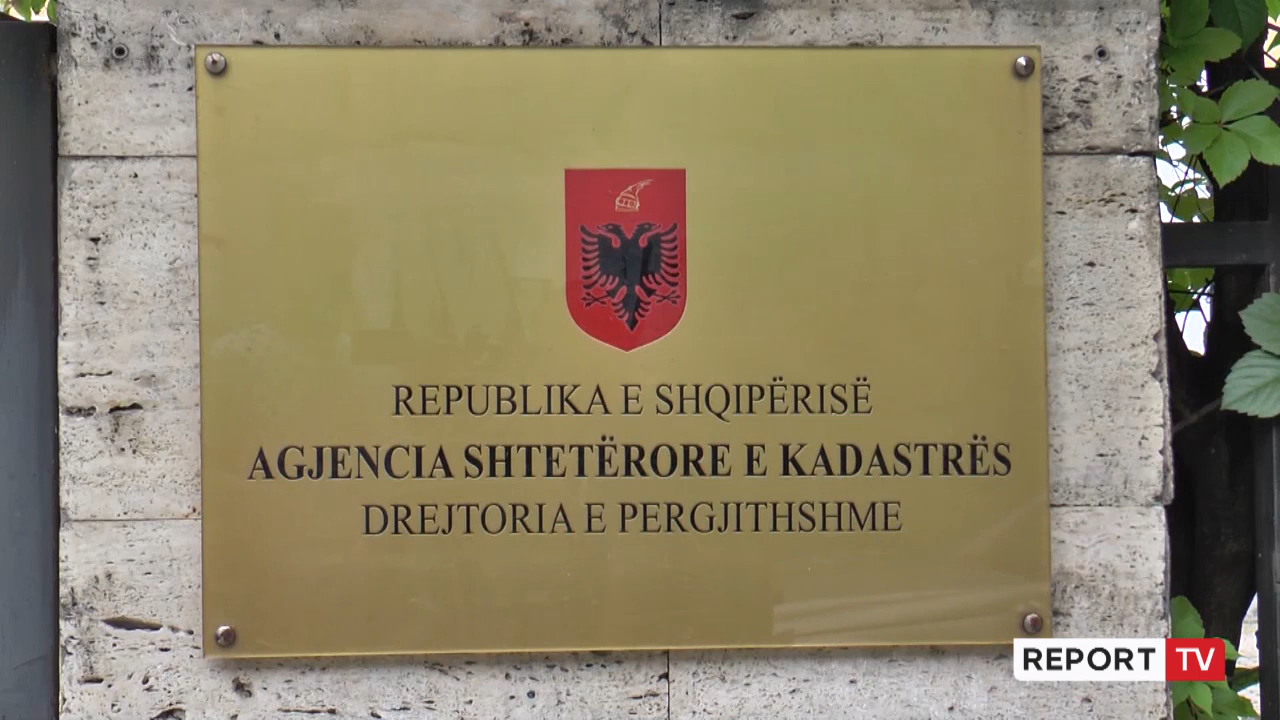 REPUBLIKA E SHQIPËRISË
AGJENCIA SHTETËRORE E KADASTRËS
DREJTORIA E PERGJITHSHME
REPORT TV